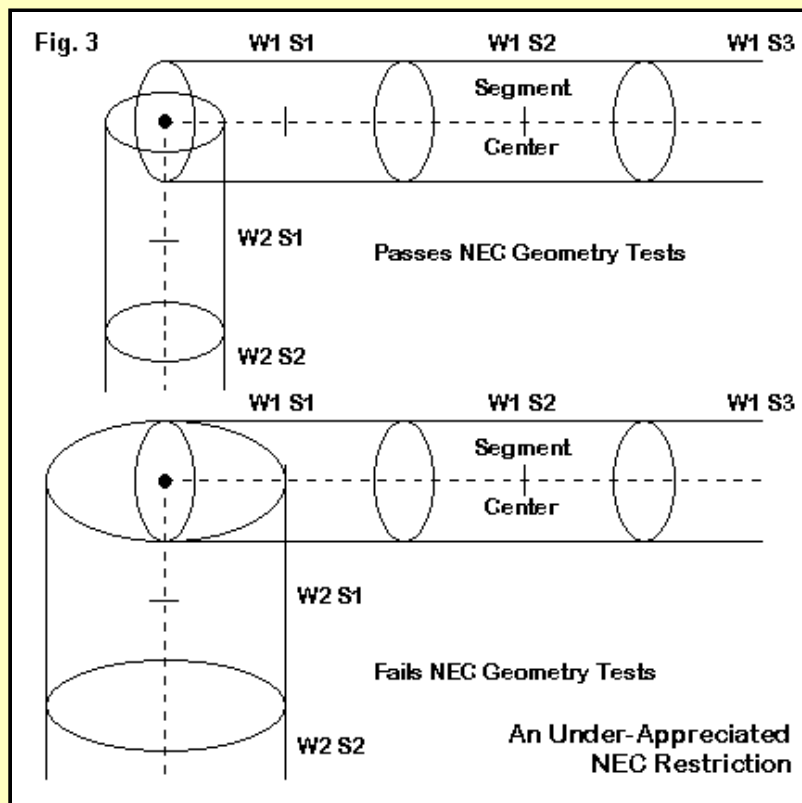 Fig. 3
W1 S1
W1 S2
W1 S3
Segment
Center
W2 S1
Passes NEC Geometry Tests
W2 S2
W1 S1
W1 S2
W1 S3
Segment
Center
W2 S1
Fails NEC Geometry Tests
W2 S2
An Under-Appreciated
NEC Restriction